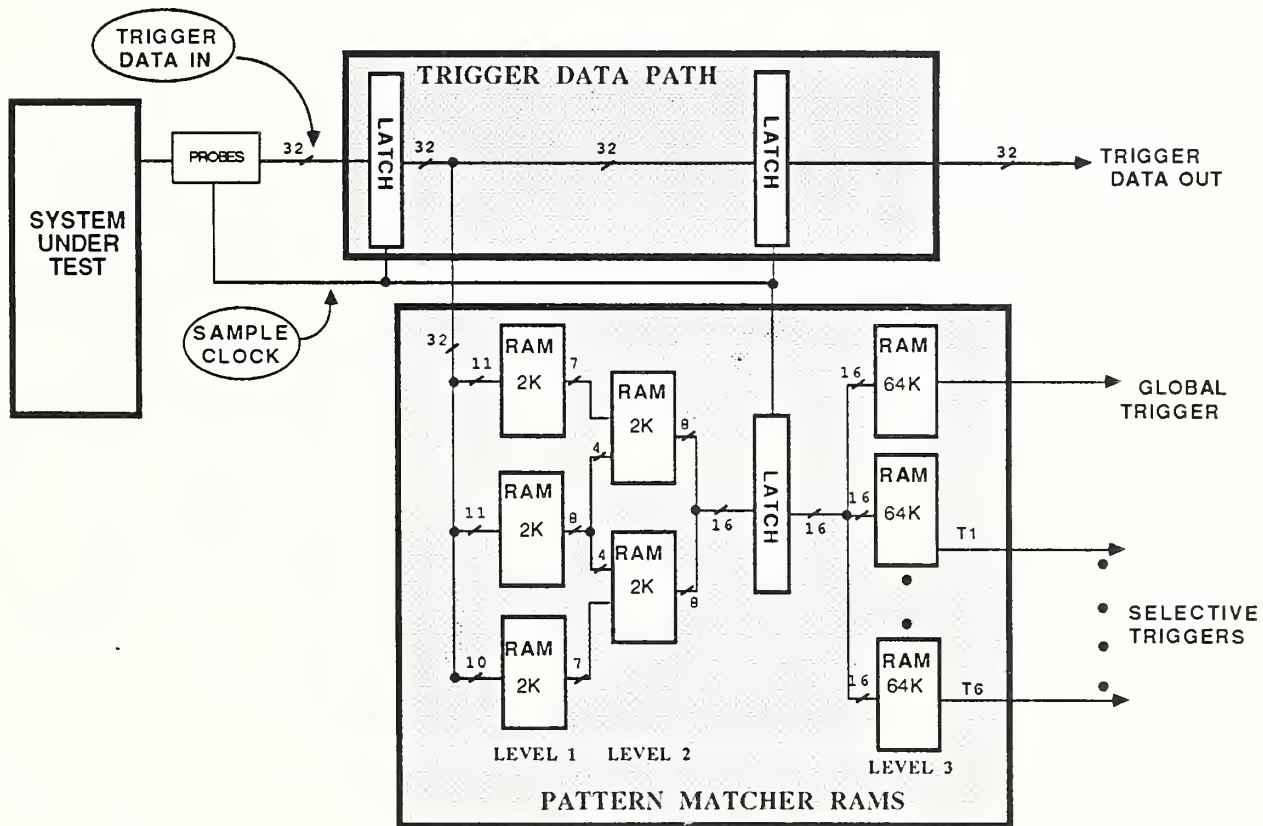 TRIGGER
DATA IN
TRIGGER DATA PATH
LATCH
LATCH
SYSTEM
UNDER
TEST
PROBES
32
32
32
32
TRIGGER
DATA OUT
SAMPLE
CLOCK
32
11
RAM
2K
7
RAM
2K
8
4
11
RAM
2K
8
4
RAM
2K
8
10
RAM
2K
7
16
LATCH
16
16
RAM
64K
GLOBAL
TRIGGER
16
RAM
64K
T1
SELECTIVE
TRIGGERS
16
RAM
64K
T6
LEVEL 1
LEVEL 2
LEVEL 3
PATTERN MATCHER RAMS